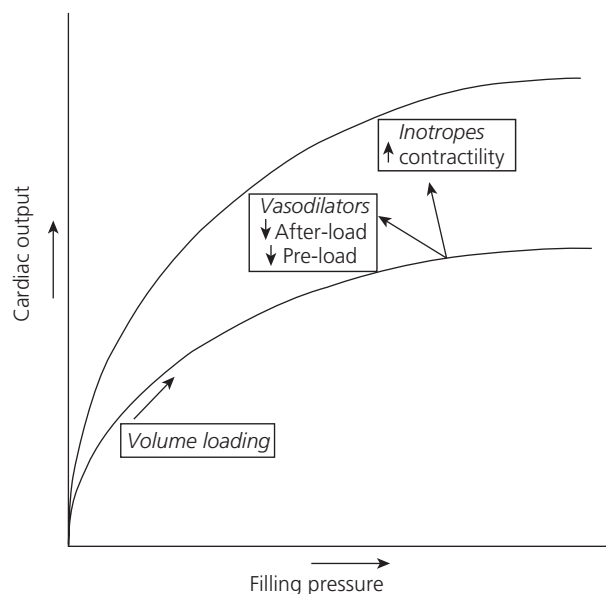 Inotropes
↑ contractility
Vasodilators
↓ After-load
↓ Pre-load
Cardiac output
Volume loading
Filling pressure